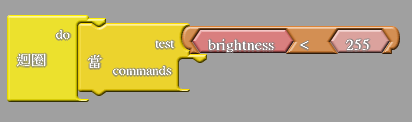 do
迴圈
當
test
commands
brightness < 255